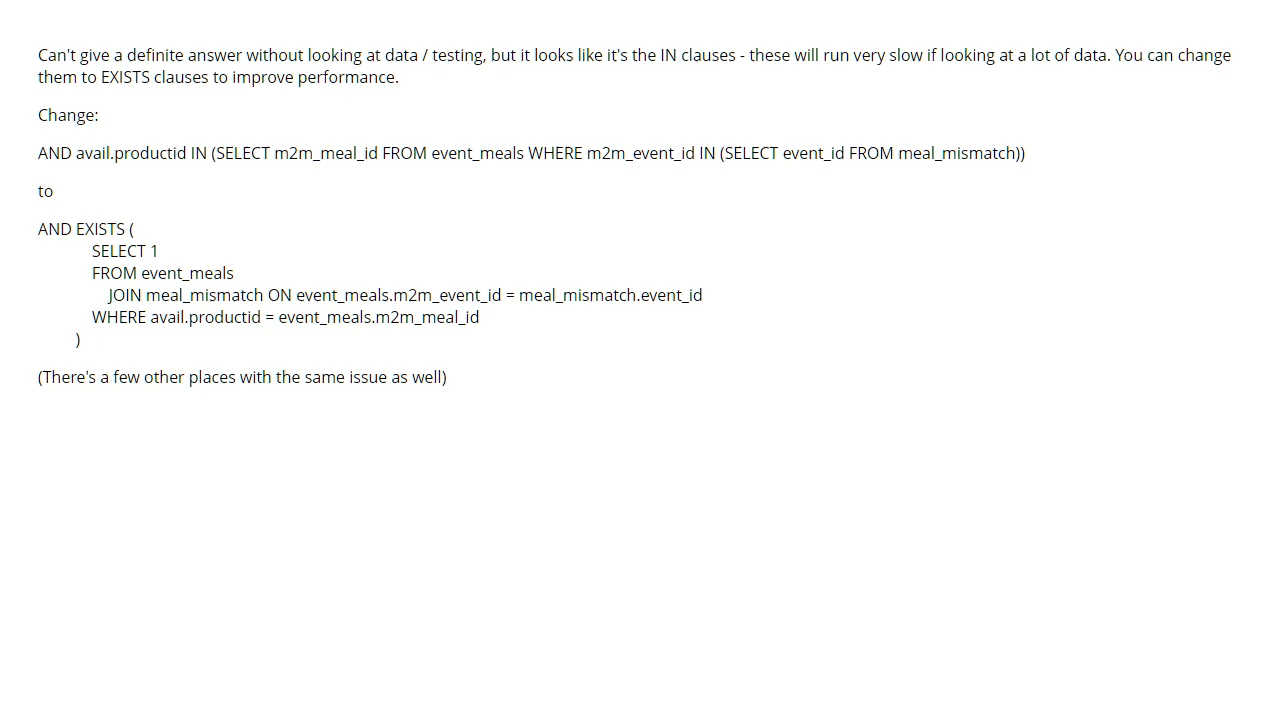 Can't give a definite answer without looking at data / testing, but it looks like it's the IN clauses - these will run very slow if looking at a lot of data. You can change
them to EXISTS clauses to improve performance.
Change:
AND avail.productid IN (SELECT m2m_meal_id FROM event_meals WHERE m2m_event_id IN (SELECT event_id FROM meal_mismatch))
to
AND EXISTS (
SELECT 1
FROM event_meals
JOIN meal_mismatch ON event_meals.m2m_event_id = meal_mismatch.event_id
WHERE avail.productid = event_meals.m2m_meal_id
)
(There's a few other places with the same issue as well)